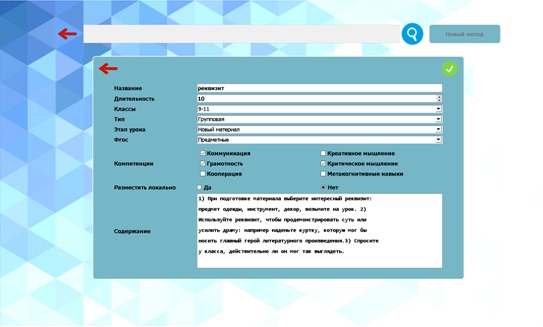 Новый метод
Название реквизит
Длительность 10
Классы 9-11
Тип Групповая
Этап урока Новый материал
Фгос Предметные
Коммуникация Креативное мышление
Компетенции Грамотность Критическое мышление
Кооперация Метакогнитивные навыки
Разместить локально Да Нет
1) При подготовке материала выберите интересный реквизит:
предмет одежды, инструмент, декор, возьмите на урок. 2)
Используйте реквизит, чтобы продемонстрировать суть или
Содержание усилить драму: например наденьте куртку, которую мог бы
носить главный герой литературного произведения.3) Спросите
у класса, действительно ли он мог так выглядеть.